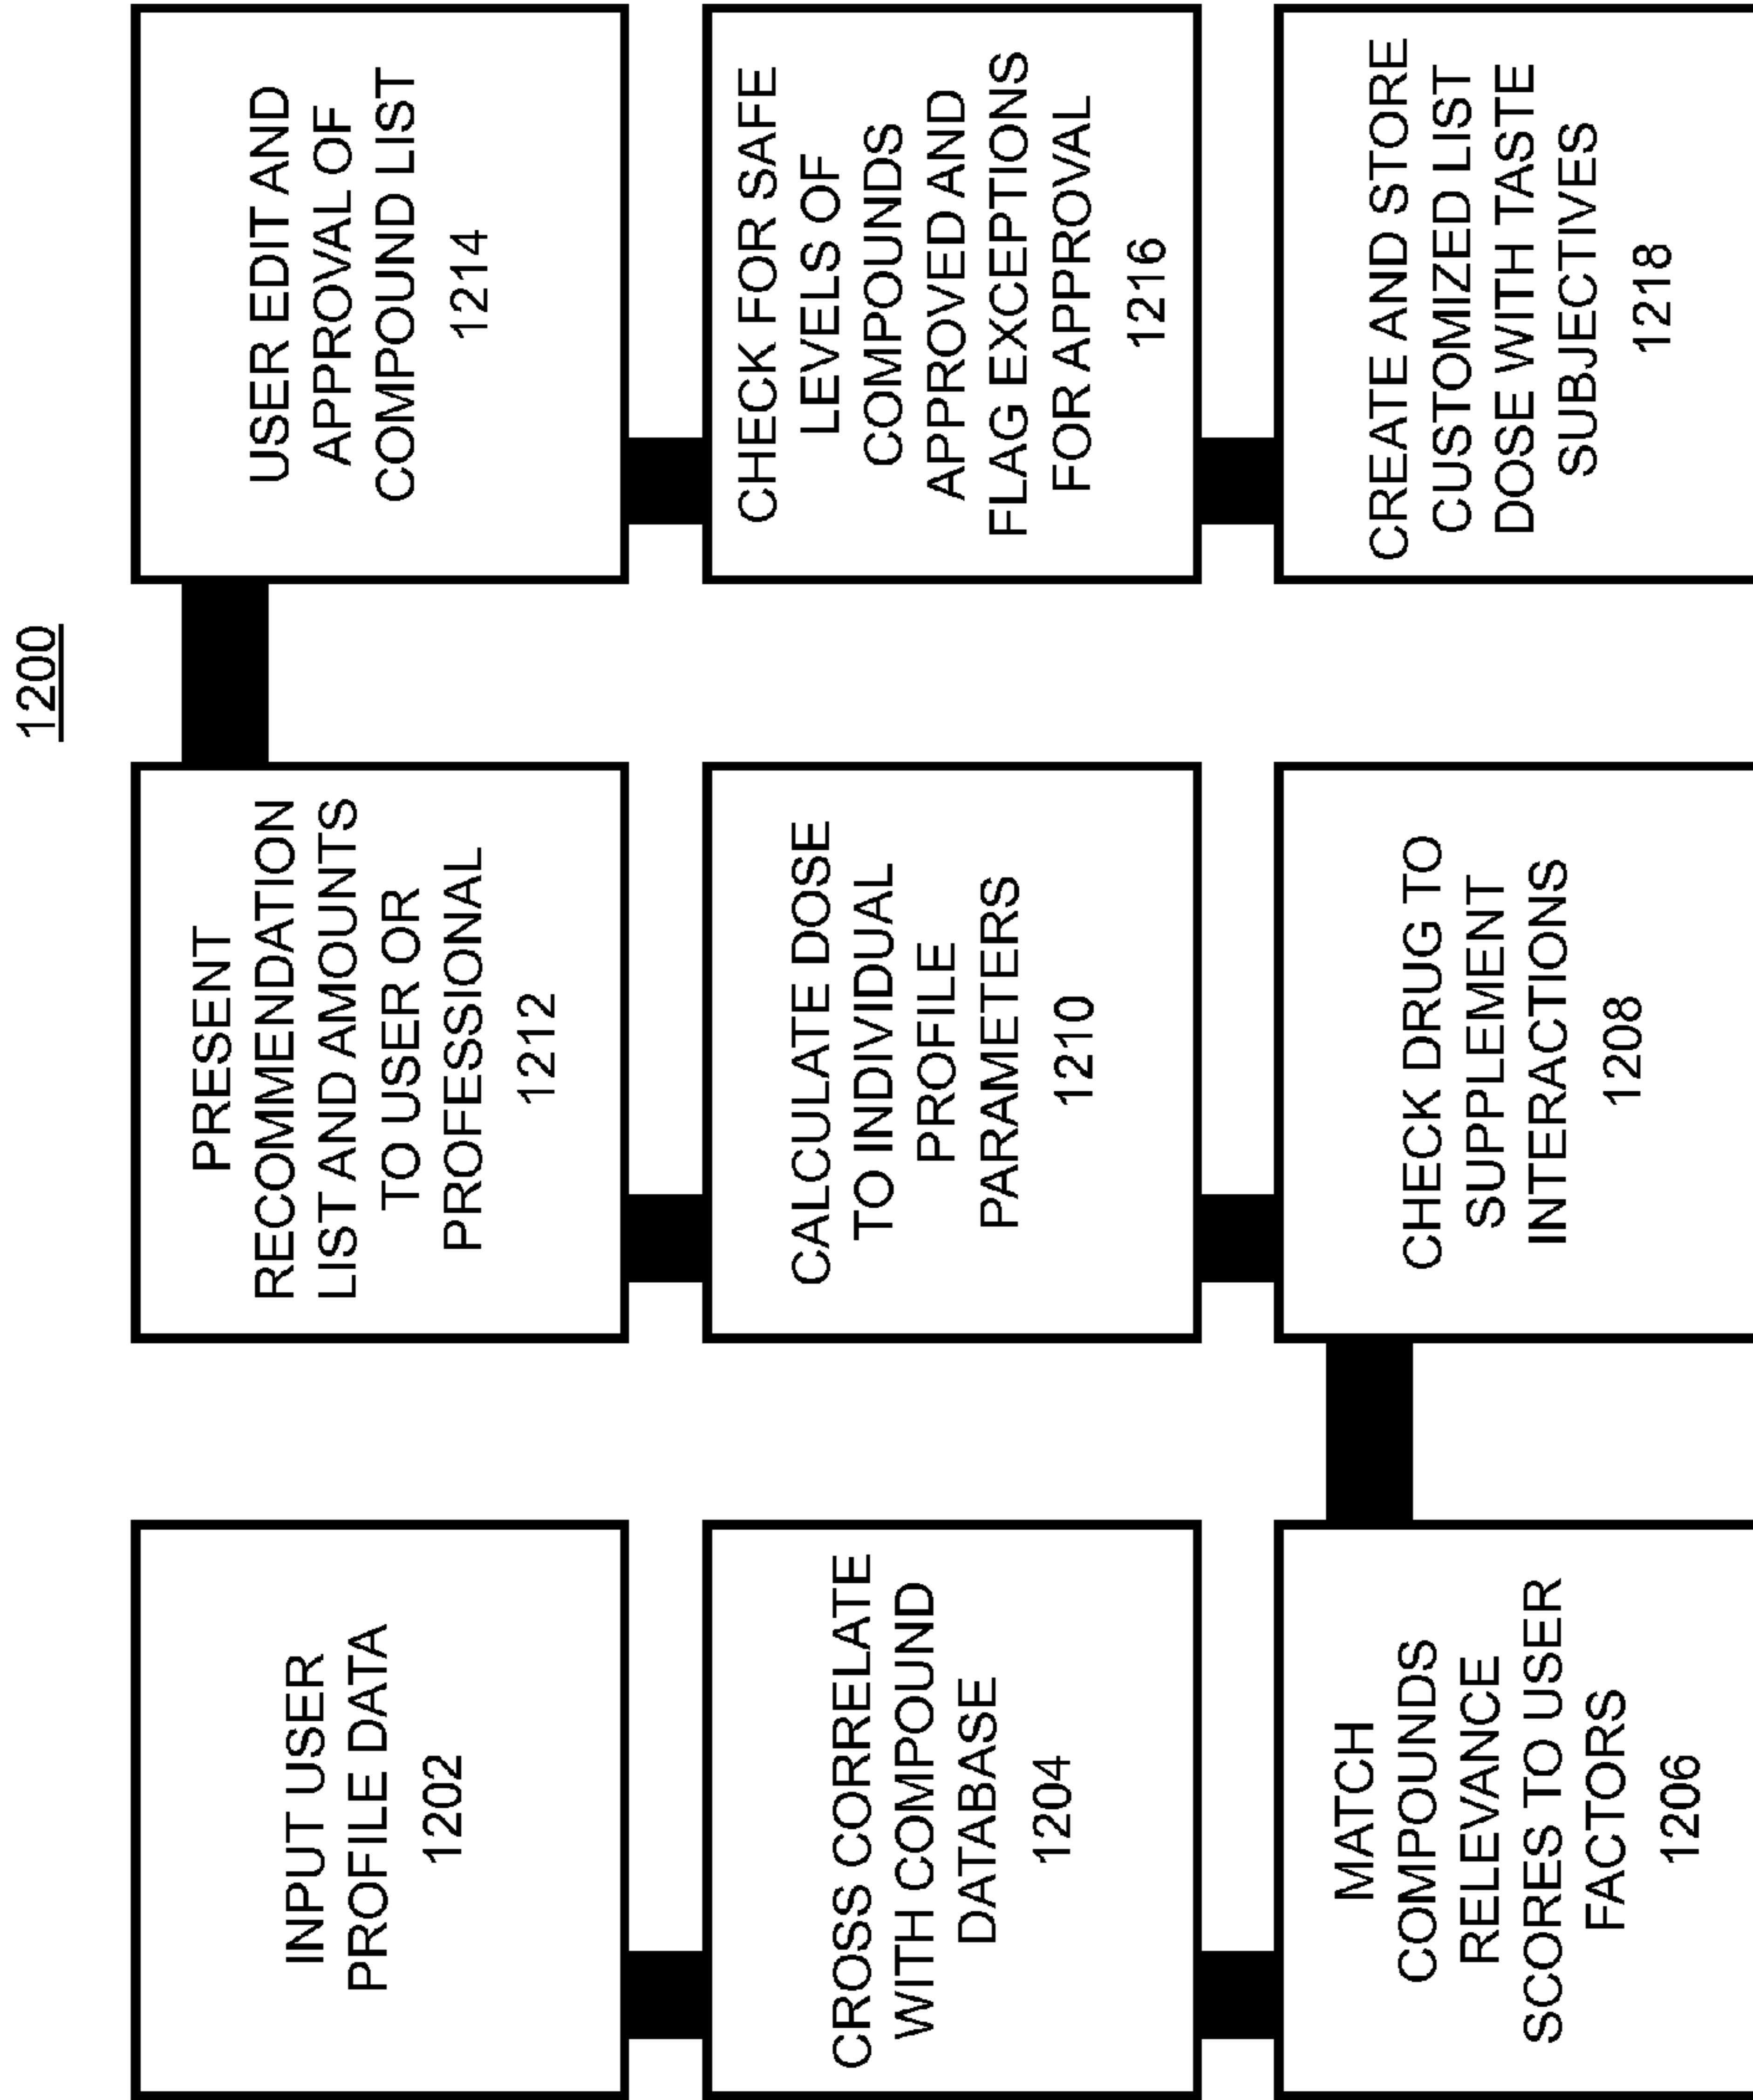 1200
INPUT USER
PROFILE DATA
1202
CROSS CORRELATE
WITH COMPOUND
DATABASE
1204
MATCH
COMPOUNDS
RELEVANCE
SCORES TO USER
FACTORS
1206
CHECK DRUG TO
SUPPLEMENT
INTERACTIONS
1208
CALCULATE DOSE
TO INDIVIDUAL
PROFILE
PARAMETERS
1210
PRESENT
RECOMMENDATION
LIST AND AMOUNTS
TO USER OR
PROFESSIONAL
1212
USER EDIT AND
APPROVAL OF
COMPOUND LIST
1214
CHECK FOR SAFE
LEVELS OF
COMPOUNDS
APPROVED AND
FLAG EXCEPTIONS
FOR APPROVAL
1216
CREATE AND STORE
CUSTOMIZED LIST
DOSE WITH TASTE
SUBJECTIVES
1218